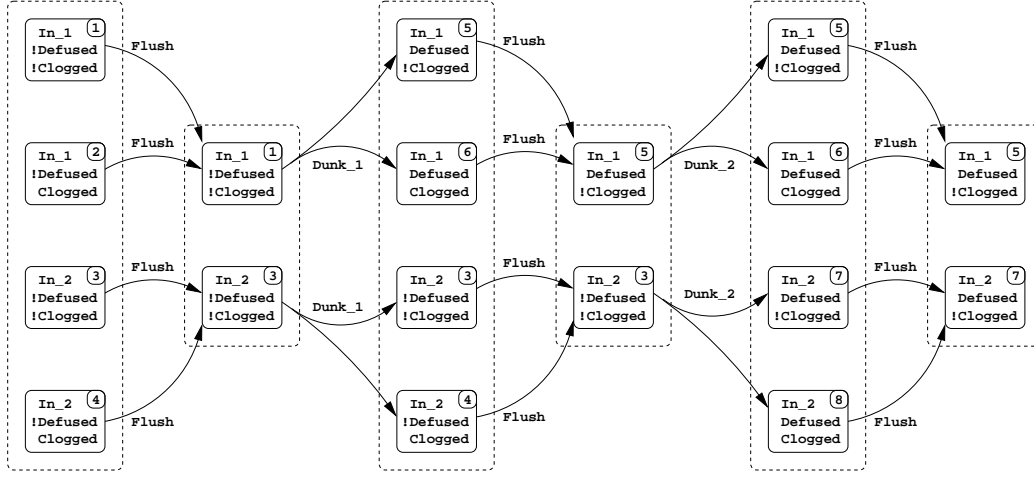 In_1 1
!Defused
!Clogged
Flush
In_1 5
Defused
!Clogged
Flush
In_1 5
Defused
!Clogged
Flush
In_1 2
!Defused
Clogged
Flush
In_1 1
!Defused
!Clogged
Dunk_1
In_1 6
Defused
Clogged
Flush
In_1 5
Defused
!Clogged
Dunk_2
In_1 6
Defused
Clogged
Flush
In_1 5
Defused
!Clogged
In_2 3
!Defused
!Clogged
Flush
In_2 3
!Defused
!Clogged
Dunk_1
In_2 3
!Defused
!Clogged
Flush
In_2 3
!Defused
!Clogged
Dunk_2
In_2 7
Defused
!Clogged
Flush
In_2 7
Defused
!Clogged
In_2 4
!Defused
Clogged
Flush
In_2 4
!Defused
Clogged
Flush
In_2 8
Defused
Clogged
Flush